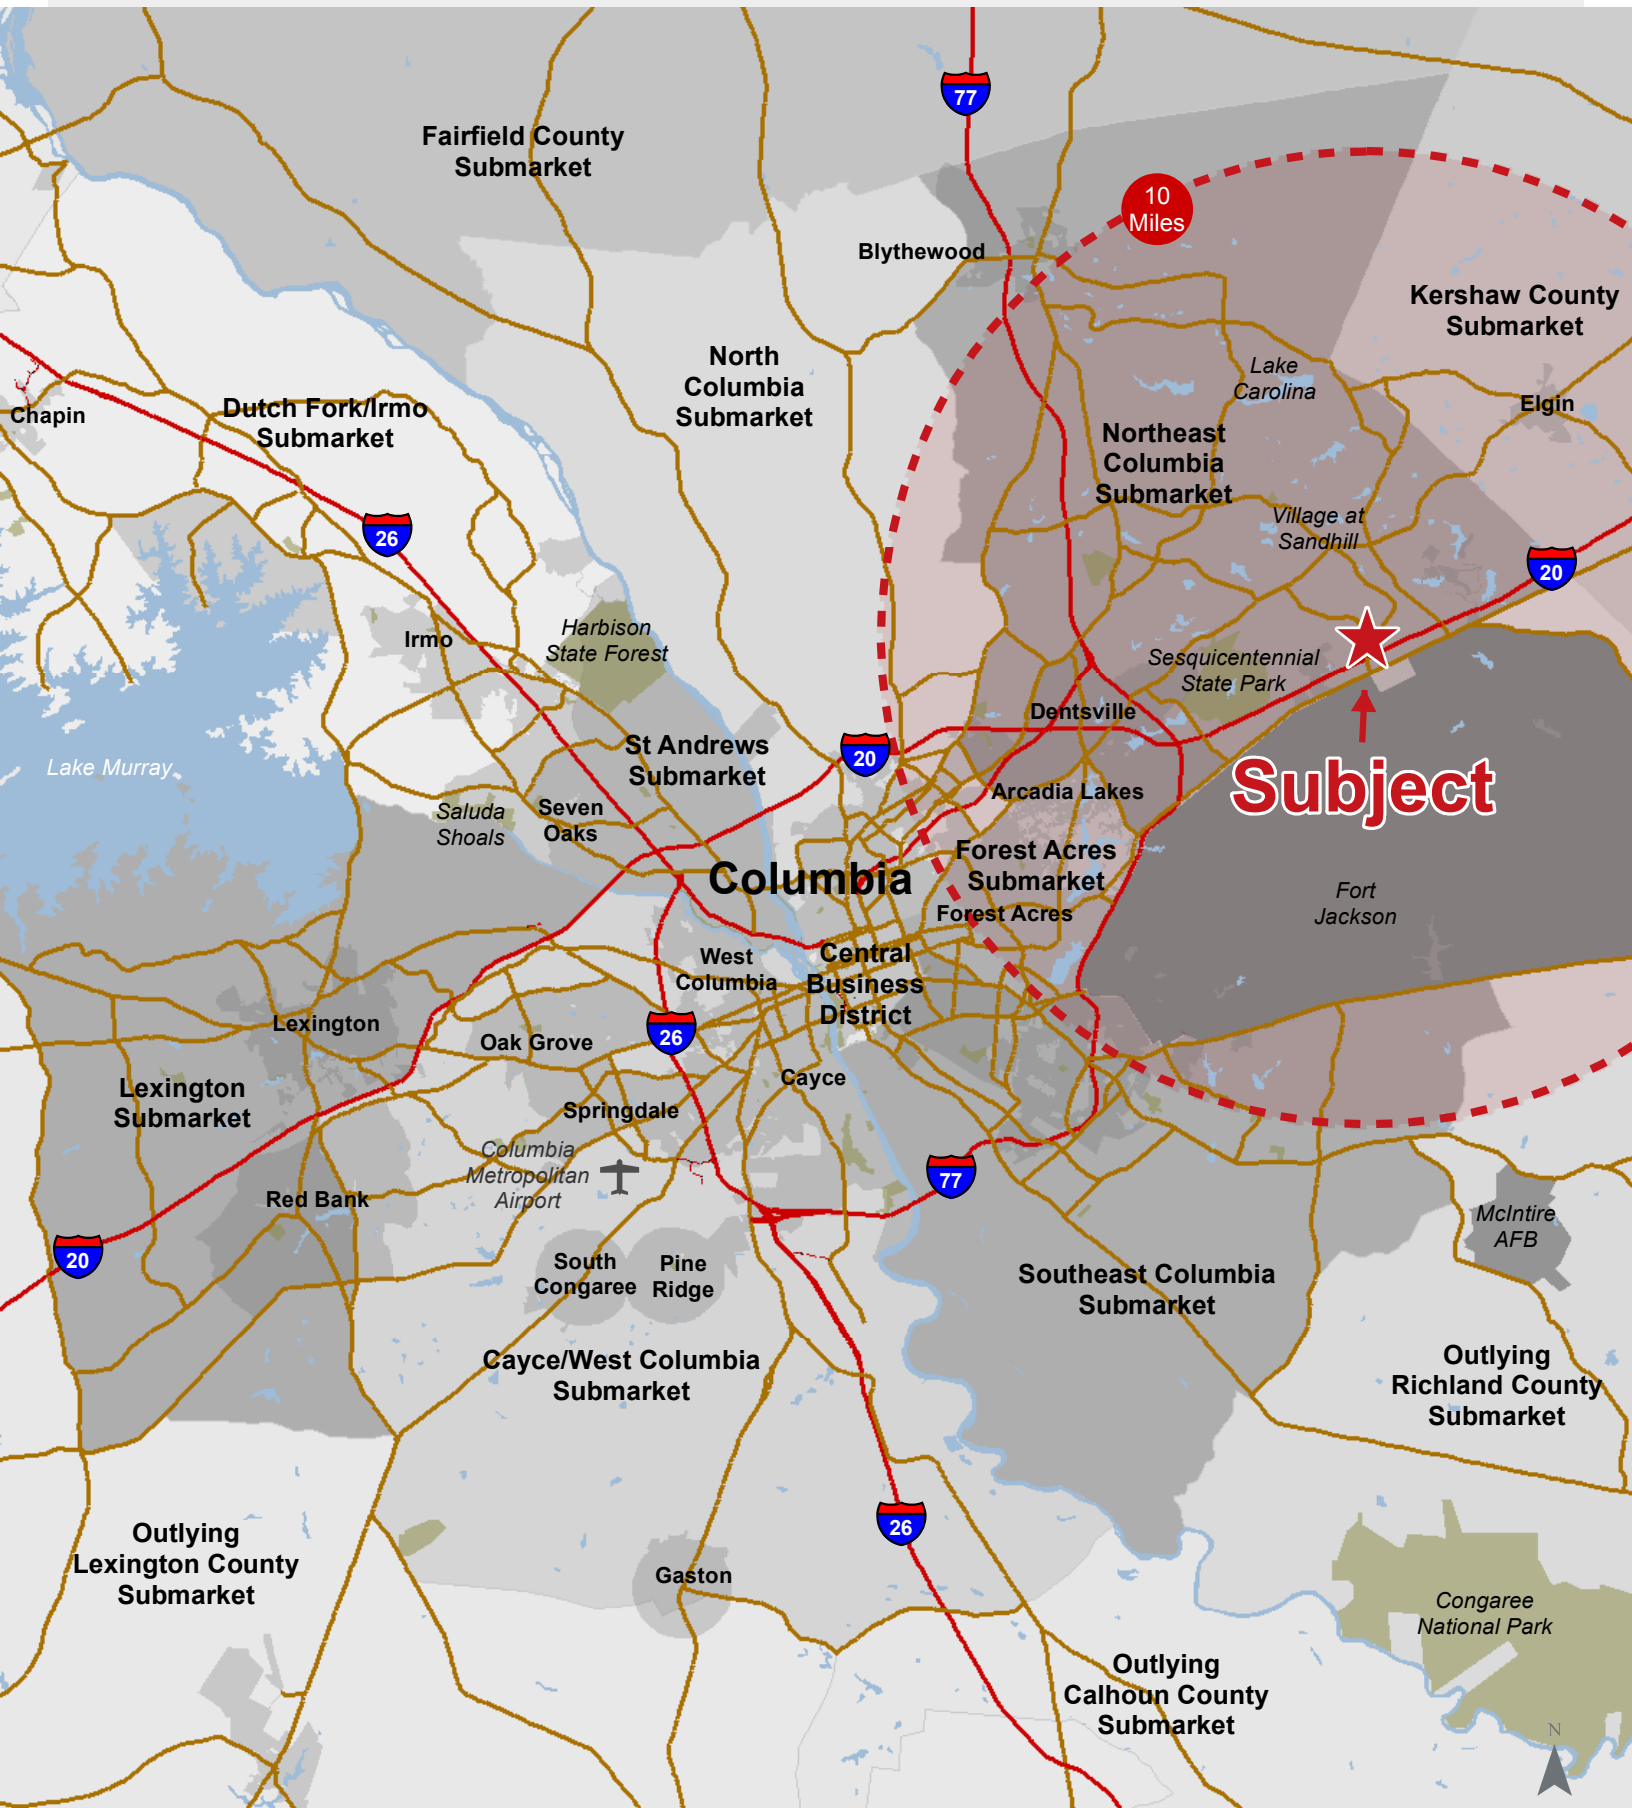 77
Fairfield County
Submarket
10
Miles
Blythewood
Kershaw County
Submarket
North
Columbia
Submarket
Lake
Carolina
Elgin
Chapin
Dutch Fork/Irmo
Submarket
Northeast
Columbia
Submarket
Village at
Sandhill
26
20
Irmo
Harbison
State Forest
Sesquicentennial
State Park
Dentsville
St Andrews
Submarket
20
Lake Murray
Subject
Arcadia Lakes
Saluda
Shoals
Seven
Oaks
Forest Acres
Submarket
Columbia
Fort
Jackson
Forest Acres
West
Columbia
Central
Business
District
Lexington
Oak Grove
26
Cayce
Lexington
Submarket
Springdale
Columbia
Metropolitan
Airport
77
Red Bank
McIntire
AFB
20
South
Congaree
Pine
Ridge
Southeast Columbia
Submarket
Cayce/West Columbia
Submarket
Outlying
Richland County
Submarket
26
Outlying
Lexington County
Submarket
Gaston
Congaree
National Park
Outlying
Calhoun County
Submarket
N